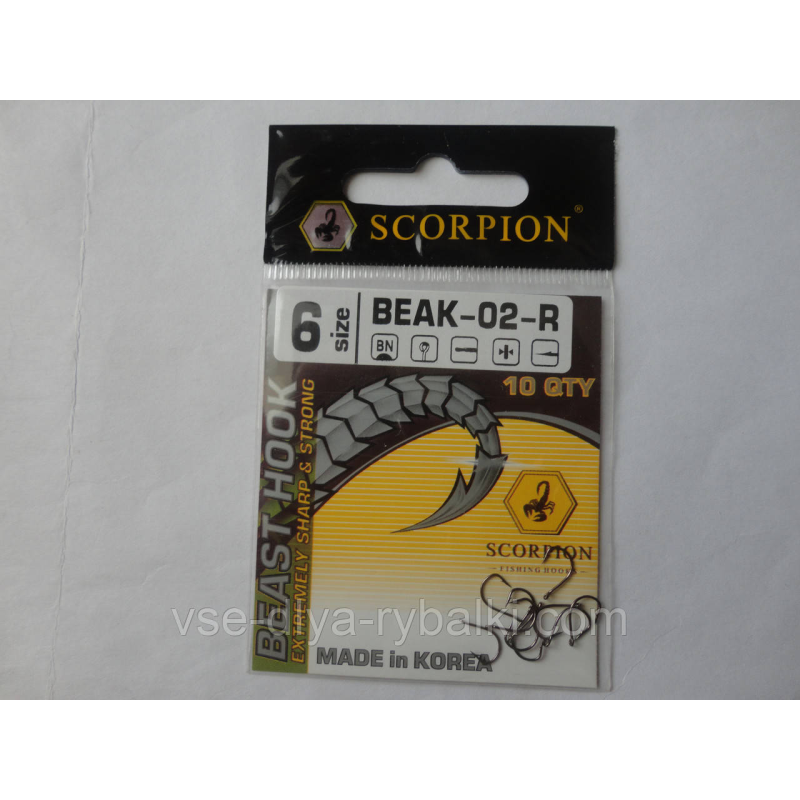 SCORPION®
6 size
BEAK-02-R
BN
10 QTY
BEAST HOOK
EXTREMELY SHARP & STRONG
SCORPION
- FISHING HOOKS -
vse-dlya-rybalki.com
MADE in KOREA